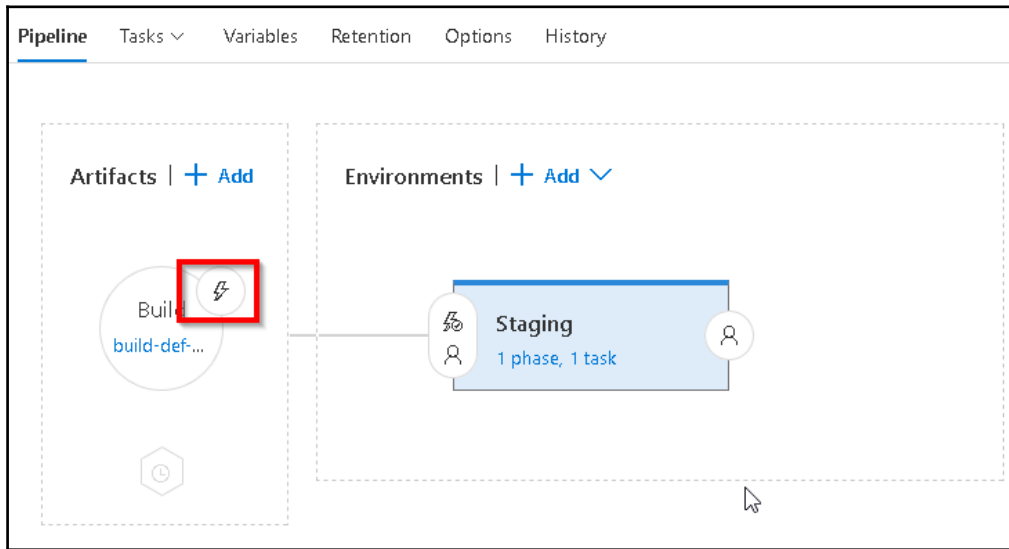 Pipeline Tasks Variables Retention Options History
Artifacts | + Add
Environments | + Add
Build
build-def-...
Staging
1 phase, 1 task